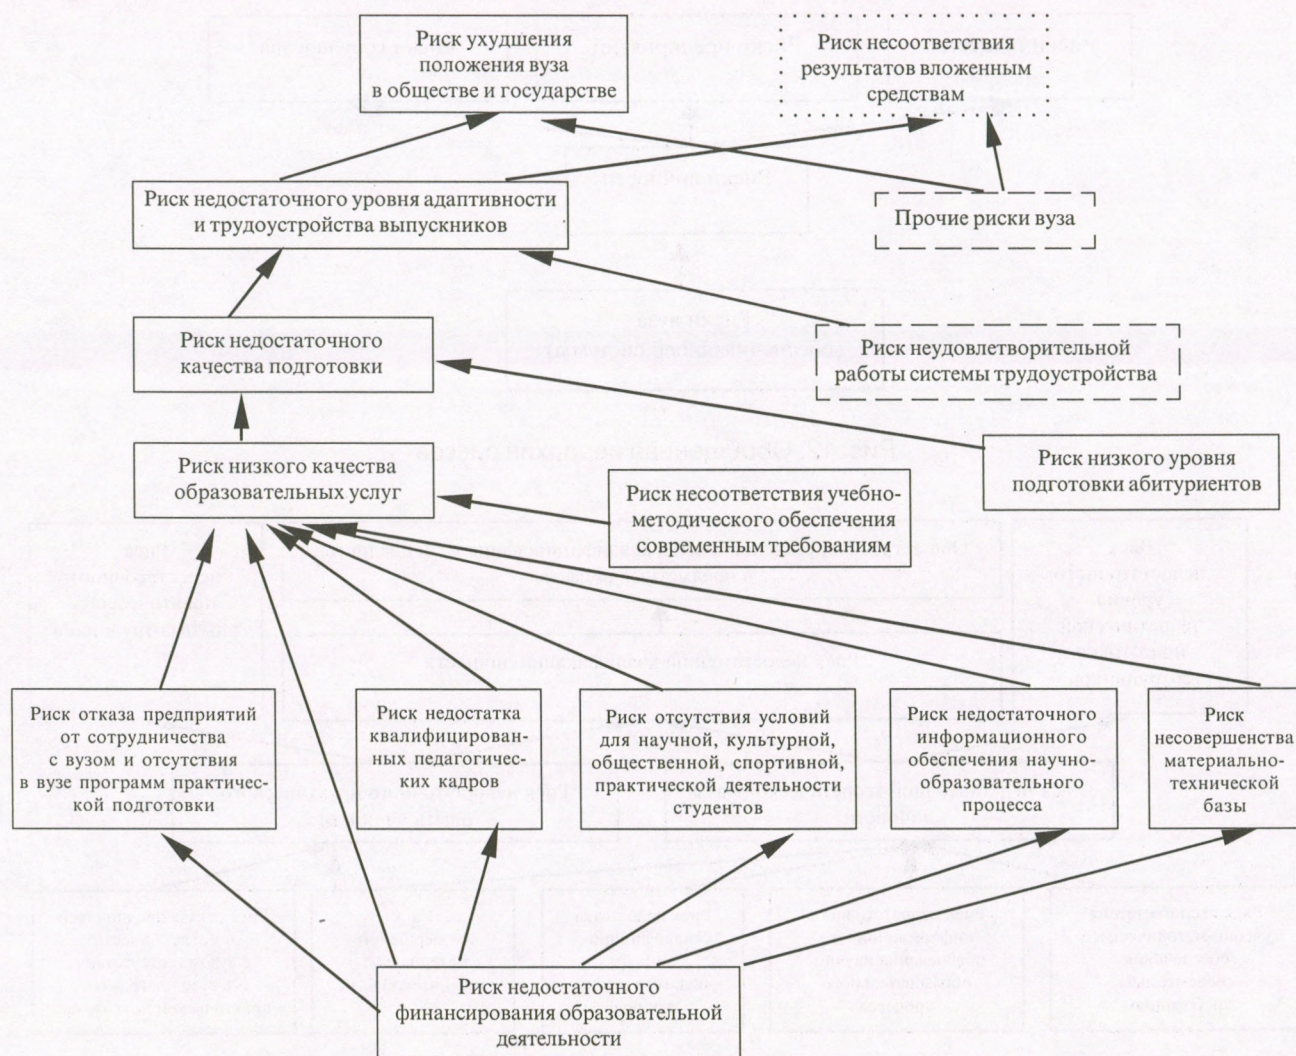 Риск ухудшения
положения вуза
в обществе и государстве
Риск несоответствия
результатов вложенным
средствам
Риск недостаточного уровня адаптивности
и трудоустройства выпускников
Прочие риски вуза
Риск недостаточного
качества подготовки
Риск неудовлетворительной
работы системы трудоустройства
Риск низкого качества
образовательных услуг
Риск несоответствия учебно-
методического обеспечения
современным требованиям
Риск низкого уровня
подготовки абитуриентов
Риск отказа предприятий
от сотрудничества
с вузом и отсутствия
в вузе программ практичес-
кой подготовки
Риск недостатка
квалифицирован-
ных педагогичес-
ких кадров
Риск отсутствия условий
для научной, культурной,
общественной, спортивной,
практической деятельности
студентов
Риск недостаточного
информационного
обеспечения научно-
образовательного
процесса
Риск
несовершенства
материально-
технической
базы
Риск недостаточного
финансирования образовательной
деятельности